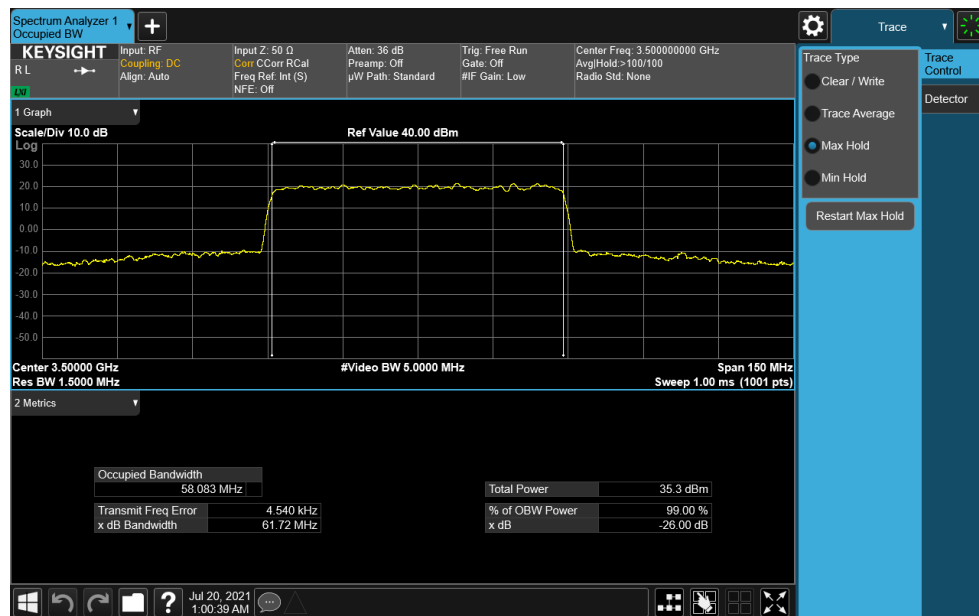 Spectrum Analyzer 1
Occupied BW
+
Trace
KEYSIGHT
R L
LXI
Input: RF
Coupling: DC
Align: Auto
Input Z: 50 Ω
Corr CCorr RCal
Freq Ref: Int (S)
NFE: Off
Atten: 36 dB
Preamp: Off
µW Path: Standard
Trig: Free Run
Gate: Off
#IF Gain: Low
Center Freq: 3.500000000 GHz
Avg|Hold:>100/100
Radio Std: None
Trace Type
Clear / Write
Trace Average
Max Hold
Min Hold
Restart Max Hold
Trace
Control
Detector
1 Graph
Scale/Div 10.0 dB
Ref Value 40.00 dBm
Log
30.0
20.0
10.0
0.00
-10.0
-20.0
-30.0
-40.0
-50.0
Center 3.50000 GHz
#Video BW 5.0000 MHz
Span 150 MHz
Res BW 1.5000 MHz
Sweep 1.00 ms (1001 pts)
2 Metrics
Occupied Bandwidth
58.083 MHz
Total Power 35.3 dBm
Transmit Freq Error 4.540 kHz
% of OBW Power 99.00 %
x dB Bandwidth 61.72 MHz
x dB -26.00 dB
?
Jul 20, 2021
1:00:39 AM